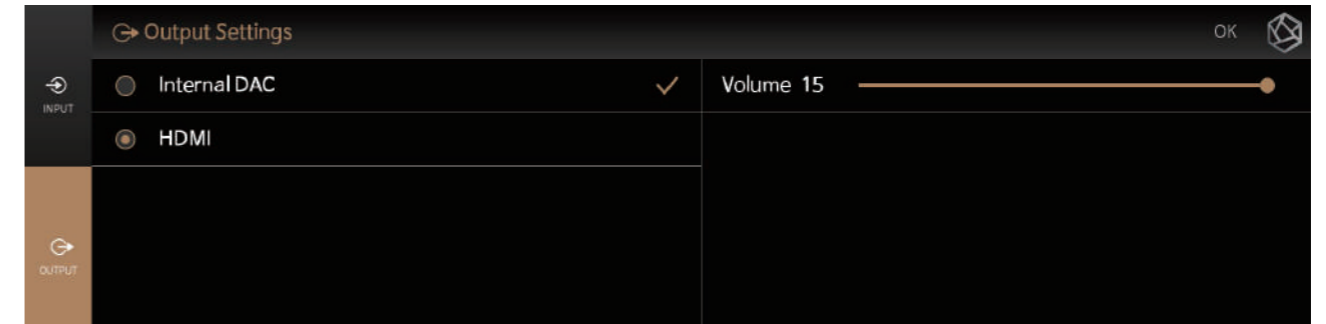 Output Settings
OK
INPUT
Internal DAC
Volume 15
HDMI
OUTPUT